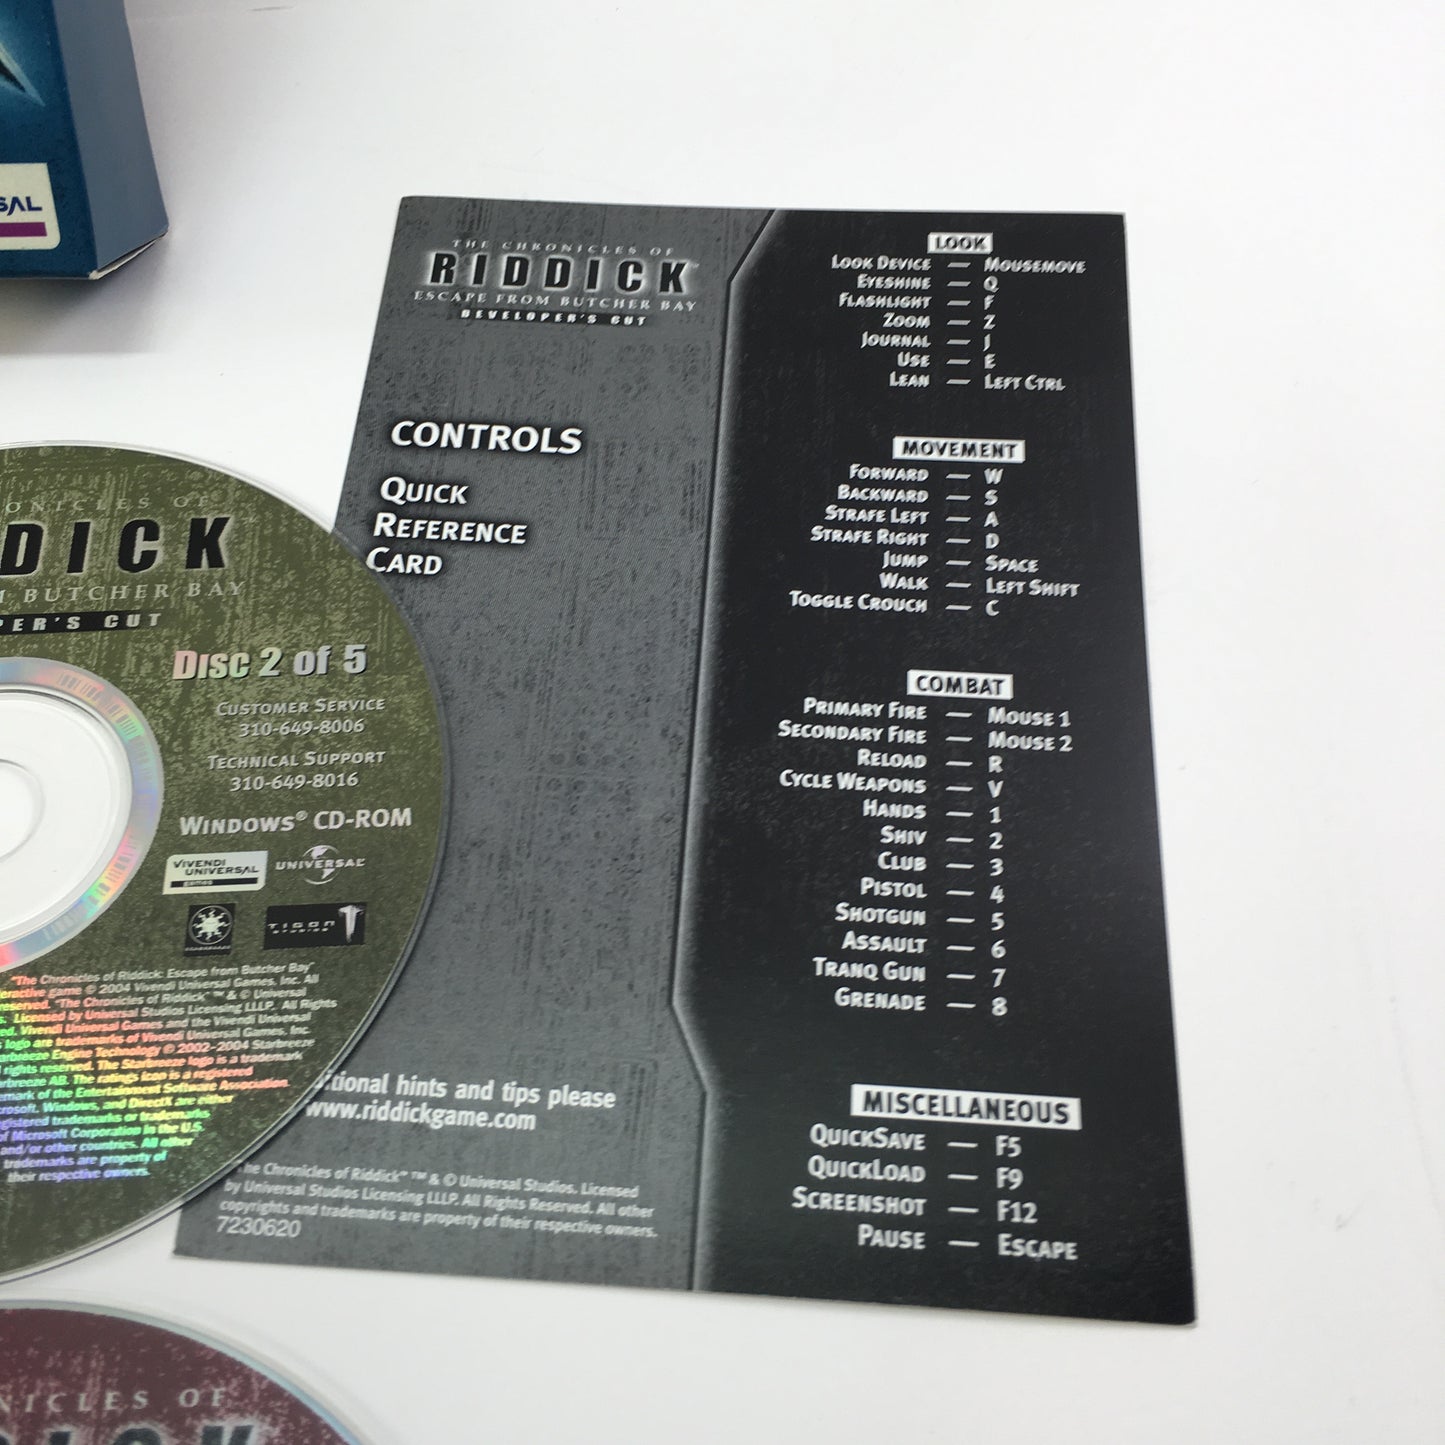 THE CHRONICLES OF
RIDDICK™
ESCAPE FROM BUTCHER BAY
DEVELOPER'S CUT
CONTROLS
QUICK
REFERENCE
CARD
hints and tips please
www.riddickgame.com
The Chronicles of Riddick™ ™ & © Universal Studios. Licensed
by Universal Studios Licensing LLLP. All Rights Reserved. All other
copyrights and trademarks are property of their respective owners.
7230620
LOOK
LOOK DEVICE — MOUSEMOVE
EYESHINE — Q
FLASHLIGHT — F
ZOOM — Z
JOURNAL — J
USE — E
LEAN — LEFT CTRL
MOVEMENT
FORWARD — W
BACKWARD — S
STRAFE LEFT — A
STRAFE RIGHT — D
JUMP — SPACE
WALK — LEFT SHIFT
TOGGLE CROUCH — C
COMBAT
PRIMARY FIRE — MOUSE 1
SECONDARY FIRE — MOUSE 2
RELOAD — R
CYCLE WEAPONS — V
HANDS — 1
SHIV — 2
CLUB — 3
PISTOL — 4
SHOTGUN — 5
ASSAULT — 6
TRANQ GUN — 7
GRENADE — 8
MISCELLANEOUS
QUICKSAVE — F5
QUICKLOAD — F9
SCREENSHOT — F12
PAUSE — ESCAPE
OF
DICK
BUTCHER BAY
CUT
DISC 2 OF 5
CUSTOMER SERVICE
310-649-8006
TECHNICAL SUPPORT
310-649-8016
WINDOWS® CD-ROM
VIVENDI
UNIVERSAL
games
UNIVERSAL
STARBREEZE
TIGON
STUDIOS
"The Chronicles of Riddick: Escape from Butcher Bay"
game © 2004 Vivendi Universal Games, Inc. All
reserved. "The Chronicles of Riddick" ™ & © Universal
Licensed by Universal Studios Licensing LLLP. All Rights
Vivendi Universal Games and the Vivendi Universal
logo are trademarks of Vivendi Universal Games, Inc.
Engine Technology © 2002–2004 Starbreeze
rights reserved. The Starbreeze logo is a trademark
AB. The ratings icon is a registered
of the Entertainment Software Association.
Windows, and DirectX are either
trademarks or trademarks
of Microsoft Corporation in the U.S.
and/or other countries. All other
trademarks are property of
their respective owners.
OF